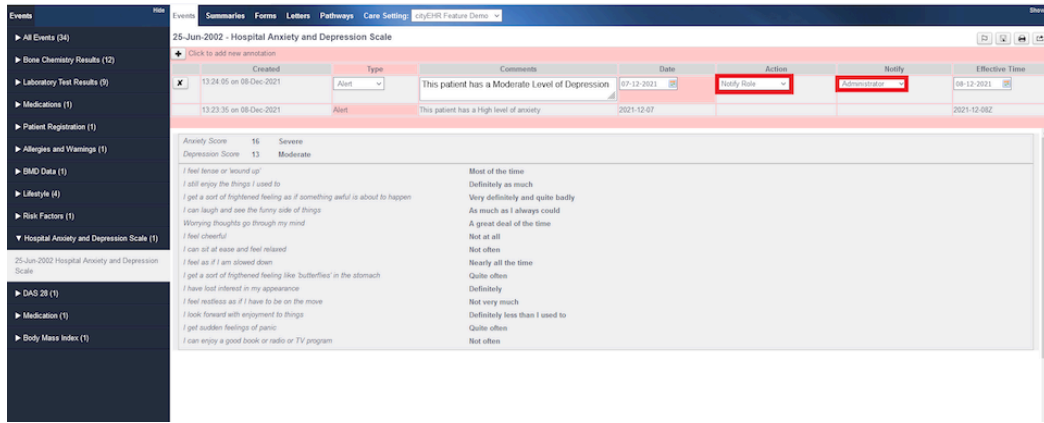 Events Hide
▶ All Events (34)
▶ Bone Chemistry Results (12)
▶ Laboratory Test Results (9)
▶ Medications (1)
▶ Patient Registration (1)
▶ Allergies and Warnings (1)
▶ BMD Data (1)
▶ Lifestyle (4)
▶ Risk Factors (1)
▼ Hospital Anxiety and Depression Scale (1)
25-Jun-2002 Hospital Anxiety and Depression
Scale
▶ DAS 28 (1)
▶ Medication (1)
▶ Body Mass Index (1)
Events Summaries Forms Letters Pathways Care Setting: cityEHR Feature Demo Show
25-Jun-2002 - Hospital Anxiety and Depression Scale
+ Click to add new annotation
Created Type Comments Date Action Notify Effective Time
✗ 13:24:05 on 08-Dec-2021 Alert This patient has a Moderate Level of Depression 07-12-2021 Notify Role Administrator 08-12-2021
13:23:35 on 08-Dec-2021 Alert This patient has a High level of anxiety 2021-12-07 2021-12-08Z
Anxiety Score 16 Severe
Depression Score 13 Moderate
I feel tense or 'wound up' Most of the time
I still enjoy the things I used to Definitely as much
I get a sort of frightened feeling as if something awful is about to happen Very definitely and quite badly
I can laugh and see the funny side of things As much as I always could
Worrying thoughts go through my mind A great deal of the time
I feel cheerful Not at all
I can sit at ease and feel relaxed Not often
I feel as if I am slowed down Nearly all the time
I get a sort of frigthened feeling like 'butterflies' in the stomach Quite often
I have lost interest in my appearance Definitely
I feel restless as if I have to be on the move Not very much
I look forward with enjoyment to things Definitely less than I used to
I get sudden feelings of panic Quite often
I can enjoy a good book or radio or TV program Not often